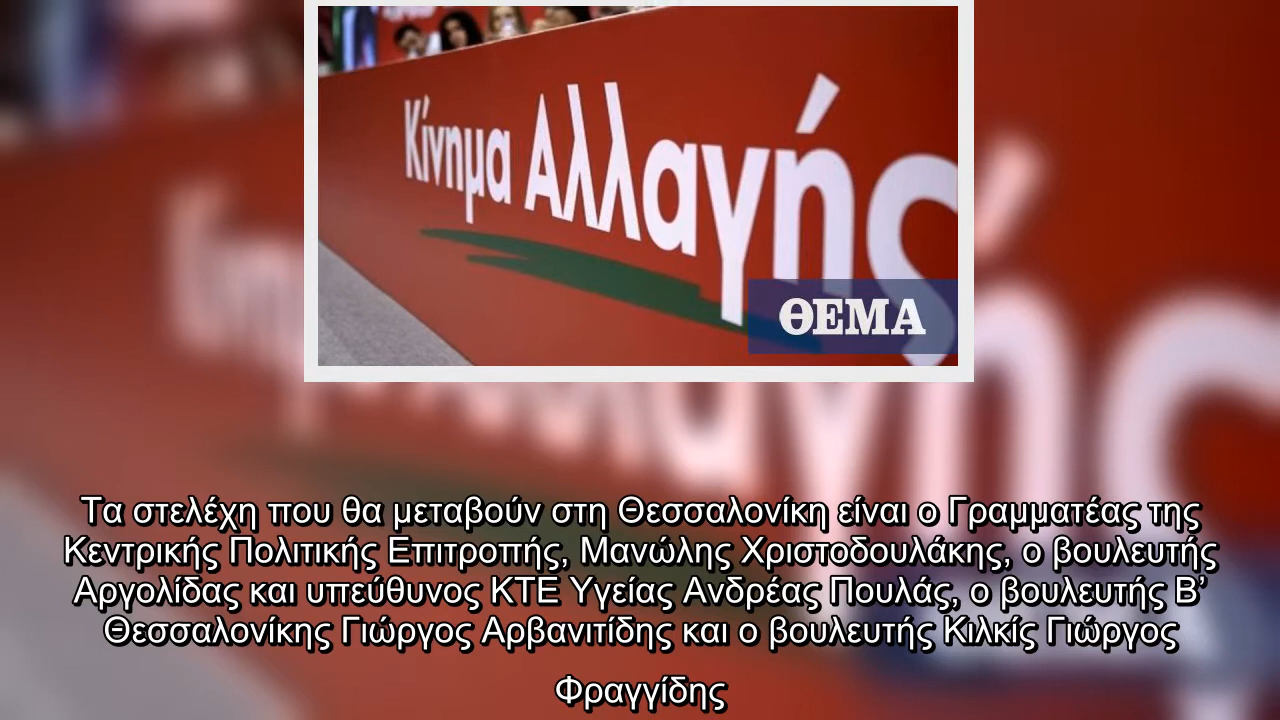 Κίνημα Αλλαγής
ΘΕΜΑ
Τα στελέχη που θα μεταβούν στη Θεσσαλονίκη είναι ο Γραμματέας της
Κεντρικής Πολιτικής Επιτροπής, Μανώλης Χριστοδουλάκης, ο βουλευτής
Αργολίδας και υπεύθυνος ΚΤΕ Υγείας Ανδρέας Πουλάς, ο βουλευτής Β’
Θεσσαλονίκης Γιώργος Αρβανιτίδης και ο βουλευτής Κιλκίς Γιώργος
Φραγγίδης